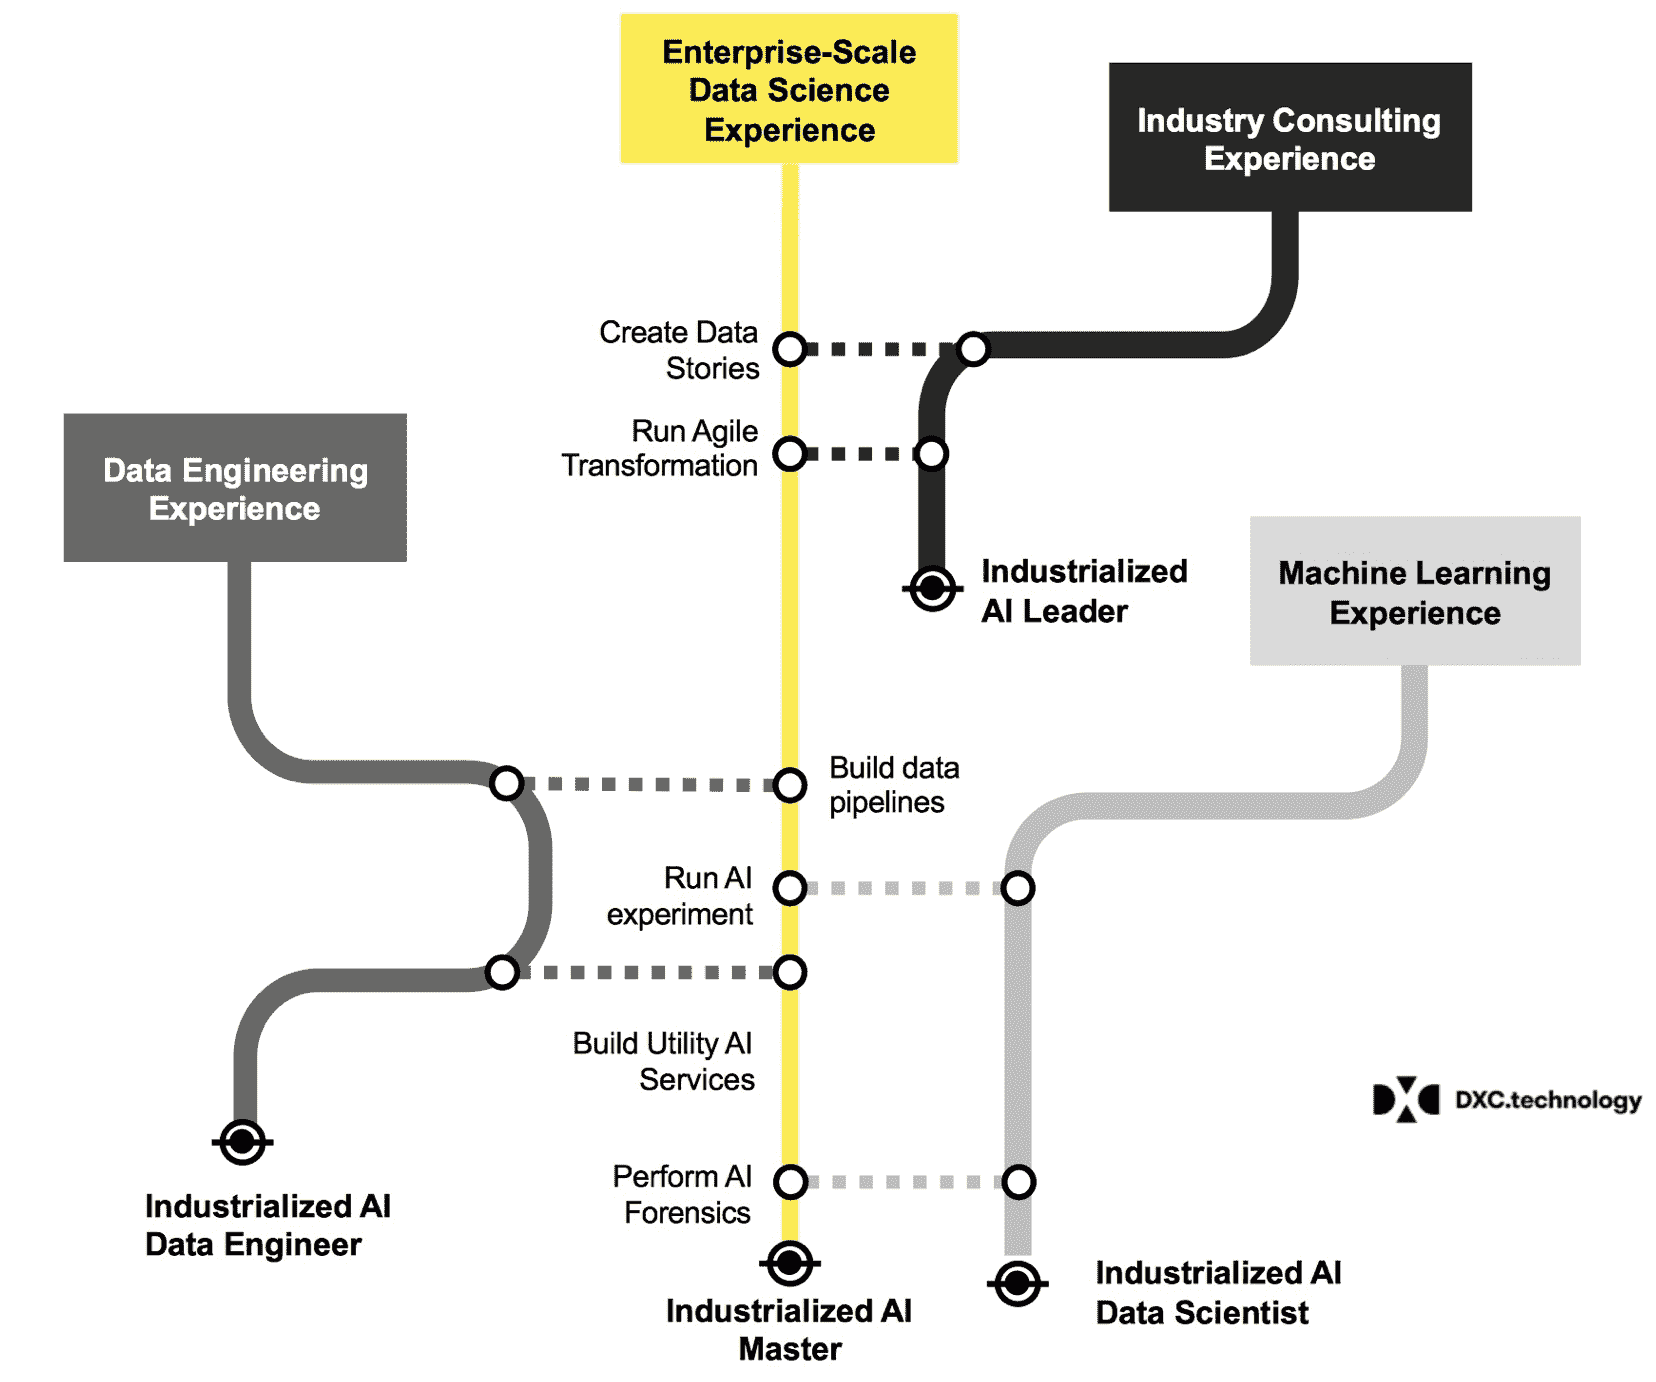 Enterprise-Scale
Data Science
Experience
Industry Consulting
Experience
Create Data
Stories
Run Agile
Transformation
Data Engineering
Experience
Industrialized
AI Leader
Machine Learning
Experience
Build data
pipelines
Run AI
experiment
Build Utility AI
Services
DXC.technology
Perform AI
Forensics
Industrialized AI
Data Engineer
Industrialized AI
Master
Industrialized AI
Data Scientist